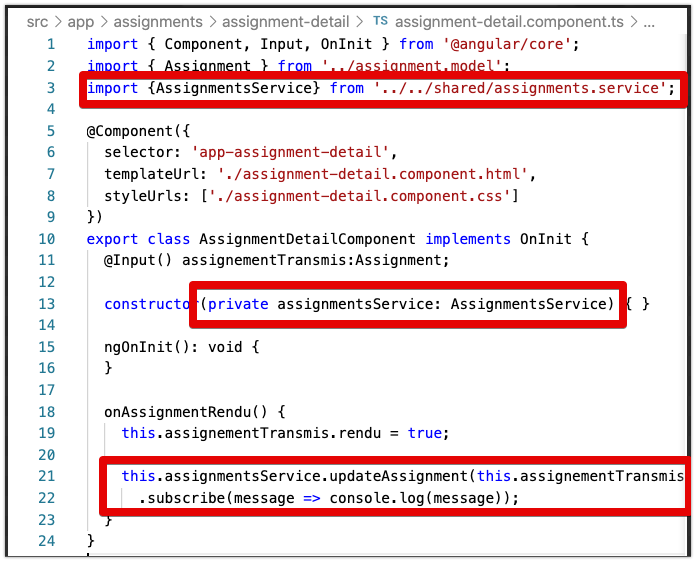 src > app > assignments > assignment-detail > TS assignment-detail.component.ts > ...
1 import { Component, Input, OnInit } from '@angular/core';
2 import { Assignment } from '../assignment.model';
3 import {AssignmentsService} from '../../shared/assignments.service';
4
5 @Component({
6 selector: 'app-assignment-detail',
7 templateUrl: './assignment-detail.component.html',
8 styleUrls: ['./assignment-detail.component.css']
9 })
10 export class AssignmentDetailComponent implements OnInit {
11 @Input() assignementTransmis:Assignment;
12
13 constructor(private assignmentsService: AssignmentsService) { }
14
15 ngOnInit(): void {
16 }
17
18 onAssignmentRendu() {
19 this.assignementTransmis.rendu = true;
20
21 this.assignmentsService.updateAssignment(this.assignementTransmis
22 .subscribe(message => console.log(message));
23 }
24 }